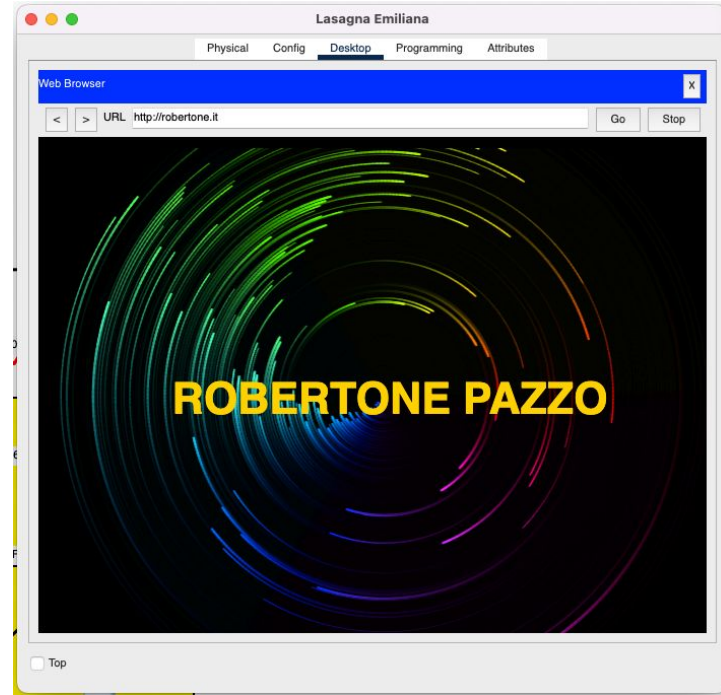 Lasagna Emiliana
Physical Config Desktop Programming Attributes
Web Browser X
< > URL http://robertone.it Go Stop
ROBERTONE PAZZO
Top